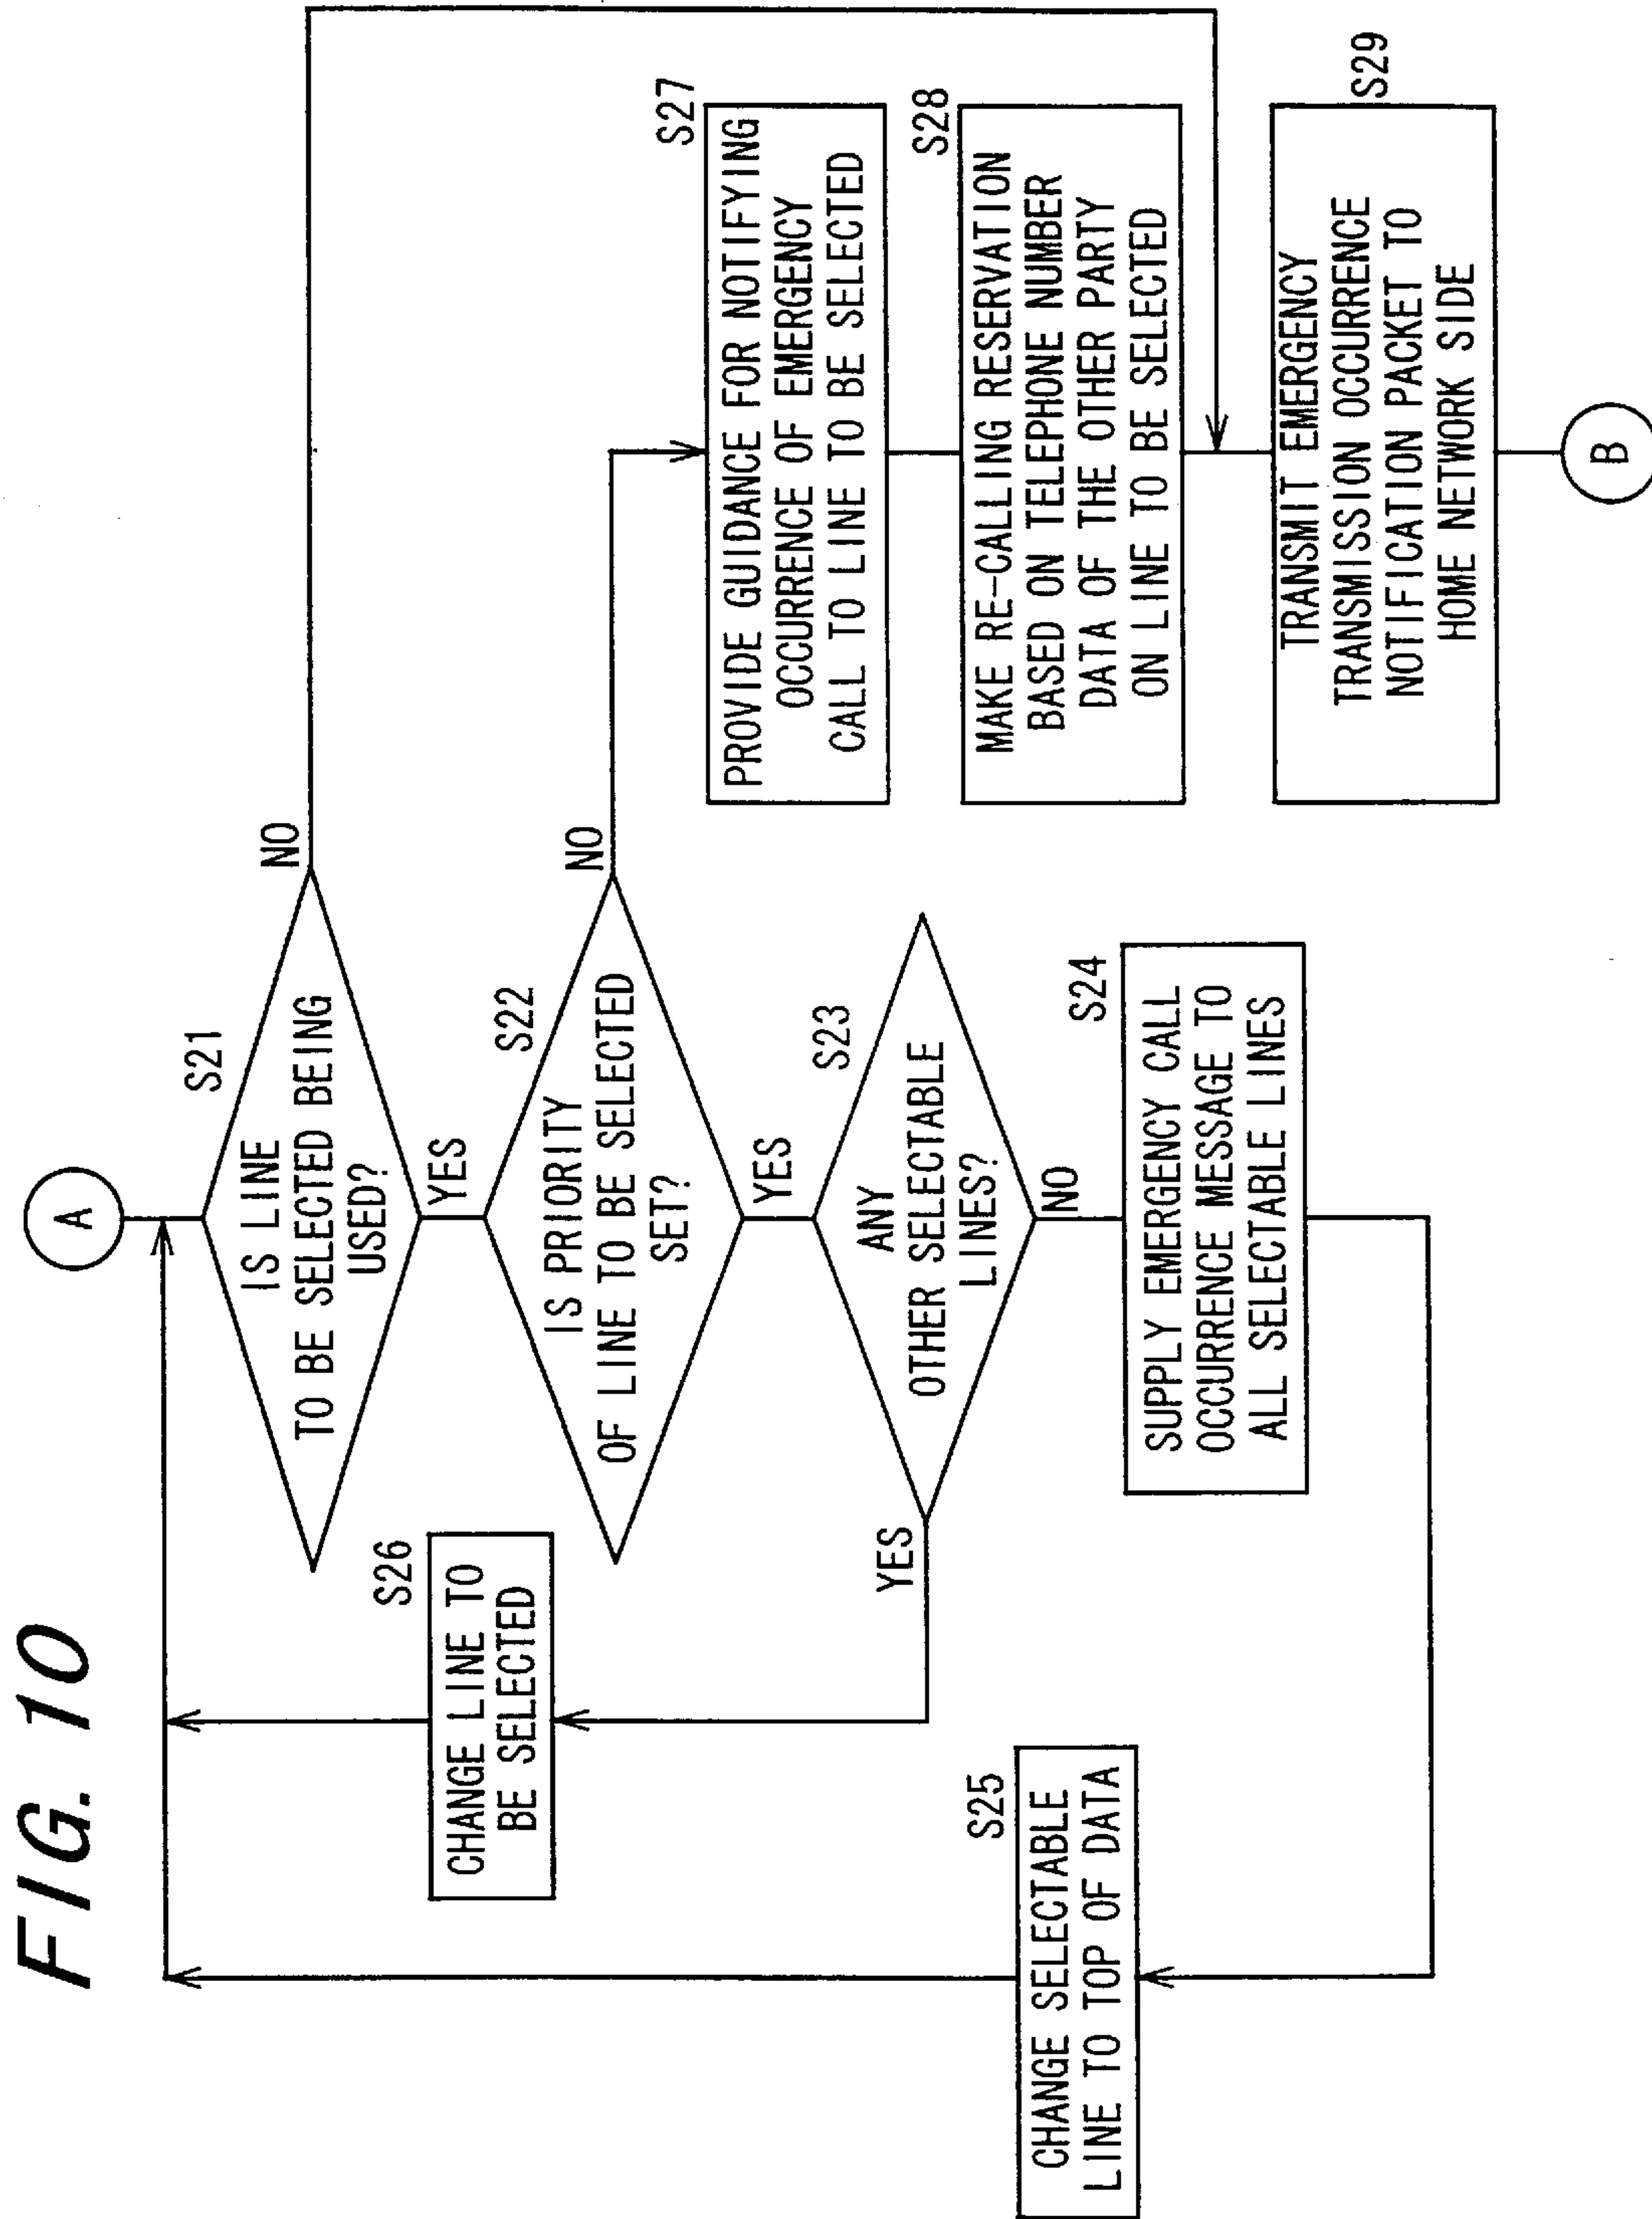 FIG. 10
A
S21
IS LINE
TO BE SELECTED BEING
USED?
NO
YES
S22
IS PRIORITY
OF LINE TO BE SELECTED
SET?
NO
YES
S23
ANY
OTHER SELECTABLE
LINES?
YES
NO
S24
SUPPLY EMERGENCY CALL
OCCURRENCE MESSAGE TO
ALL SELECTABLE LINES
S25
CHANGE SELECTABLE
LINE TO TOP OF DATA
S26
CHANGE LINE TO
BE SELECTED
S27
PROVIDE GUIDANCE FOR NOTIFYING
OCCURRENCE OF EMERGENCY
CALL TO LINE TO BE SELECTED
S28
MAKE RE-CALLING RESERVATION
BASED ON TELEPHONE NUMBER
DATA OF THE OTHER PARTY
ON LINE TO BE SELECTED
S29
TRANSMIT EMERGENCY
TRANSMISSION OCCURRENCE
NOTIFICATION PACKET TO
HOME NETWORK SIDE
B